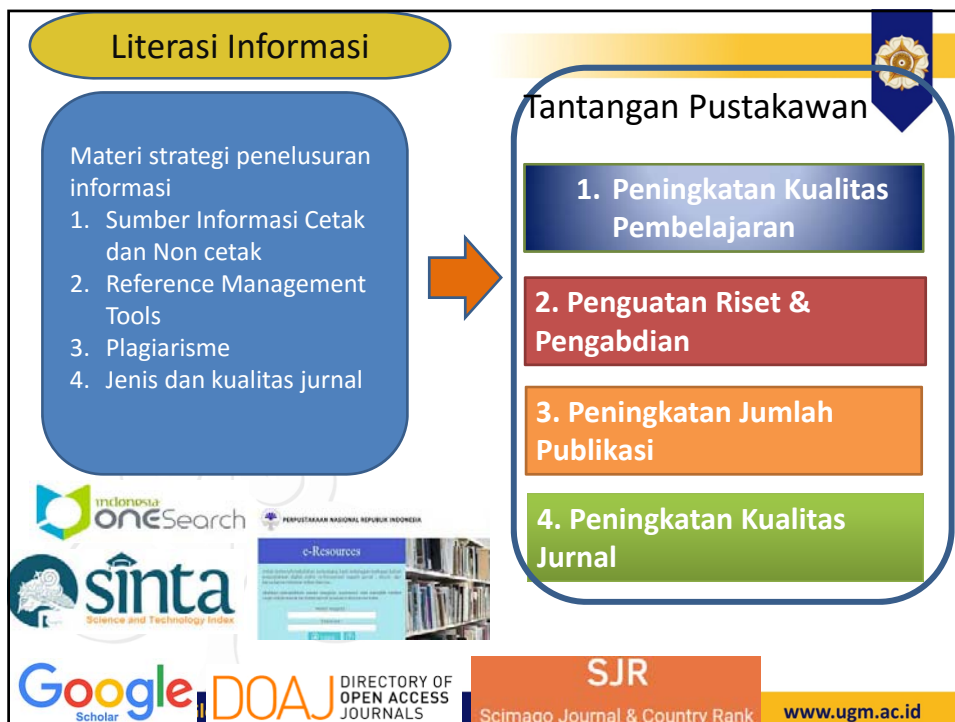 Literasi Informasi
Materi strategi penelusuran
informasi
1. Sumber Informasi Cetak
dan Non cetak
2. Reference Management
Tools
3. Plagiarisme
4. Jenis dan kualitas jurnal
Tantangan Pustakawan
1. Peningkatan Kualitas
Pembelajaran
2. Penguatan Riset &
Pengabdian
3. Peningkatan Jumlah
Publikasi
4. Peningkatan Kualitas
Jurnal
indonesia
OneSearch
PERPUSTAKAAN NASIONAL REPUBLIK INDONESIA
e-Resources
sinta
Science and Technology Index
Google
Scholar
DOAJ
DIRECTORY OF
OPEN ACCESS
JOURNALS
SJR
Scimago Journal & Country Rank
www.ugm.ac.id